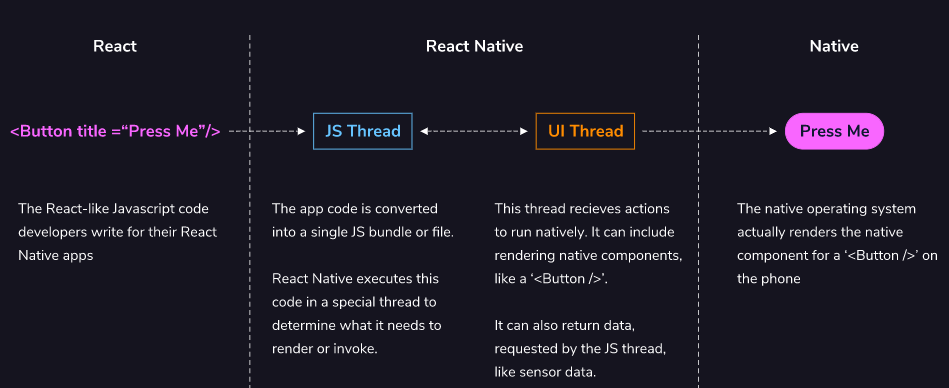 React
React Native
Native
<Button title =“Press Me”/>
JS Thread
UI Thread
Press Me
The React-like Javascript code
developers write for their React
Native apps
The app code is converted
into a single JS bundle or file.
React Native executes this
code in a special thread to
determine what it needs to
render or invoke.
This thread recieves actions
to run natively. It can include
rendering native components,
like a ‘<Button />’.
It can also return data,
requested by the JS thread,
like sensor data.
The native operating system
actually renders the native
component for a ‘<Button />’ on
the phone